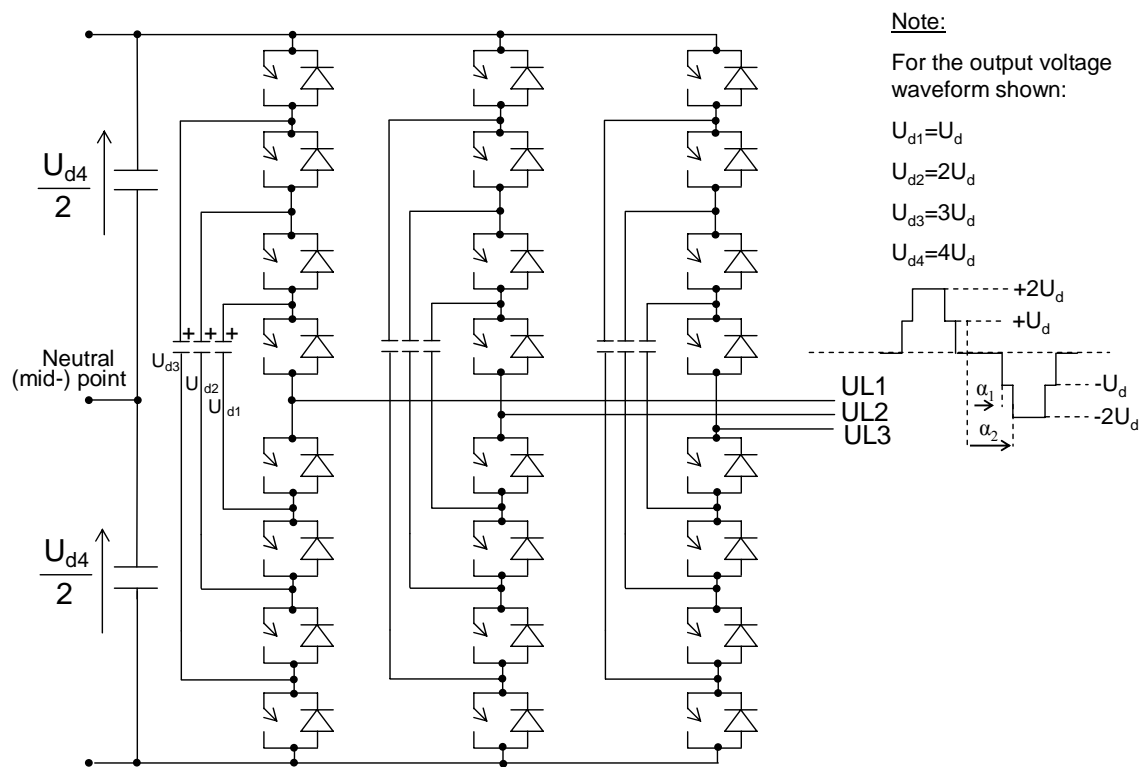 Note:
For the output voltage
waveform shown:
Ud1=Ud
Ud2=2Ud
Ud3=3Ud
Ud4=4Ud
Ud4
2
+2Ud
+Ud
Neutral
(mid-) point
Ud3
Ud2
Ud1
+
+
+
UL1
UL2
UL3
α1
α2
-Ud
-2Ud
Ud4
2